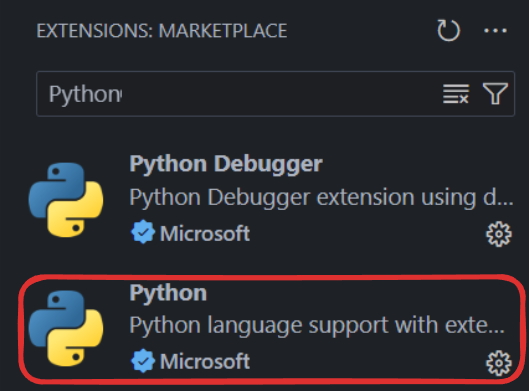 EXTENSIONS: MARKETPLACE
Python
Python Debugger
Python Debugger extension using d...
Microsoft
Python
Python language support with exte...
Microsoft